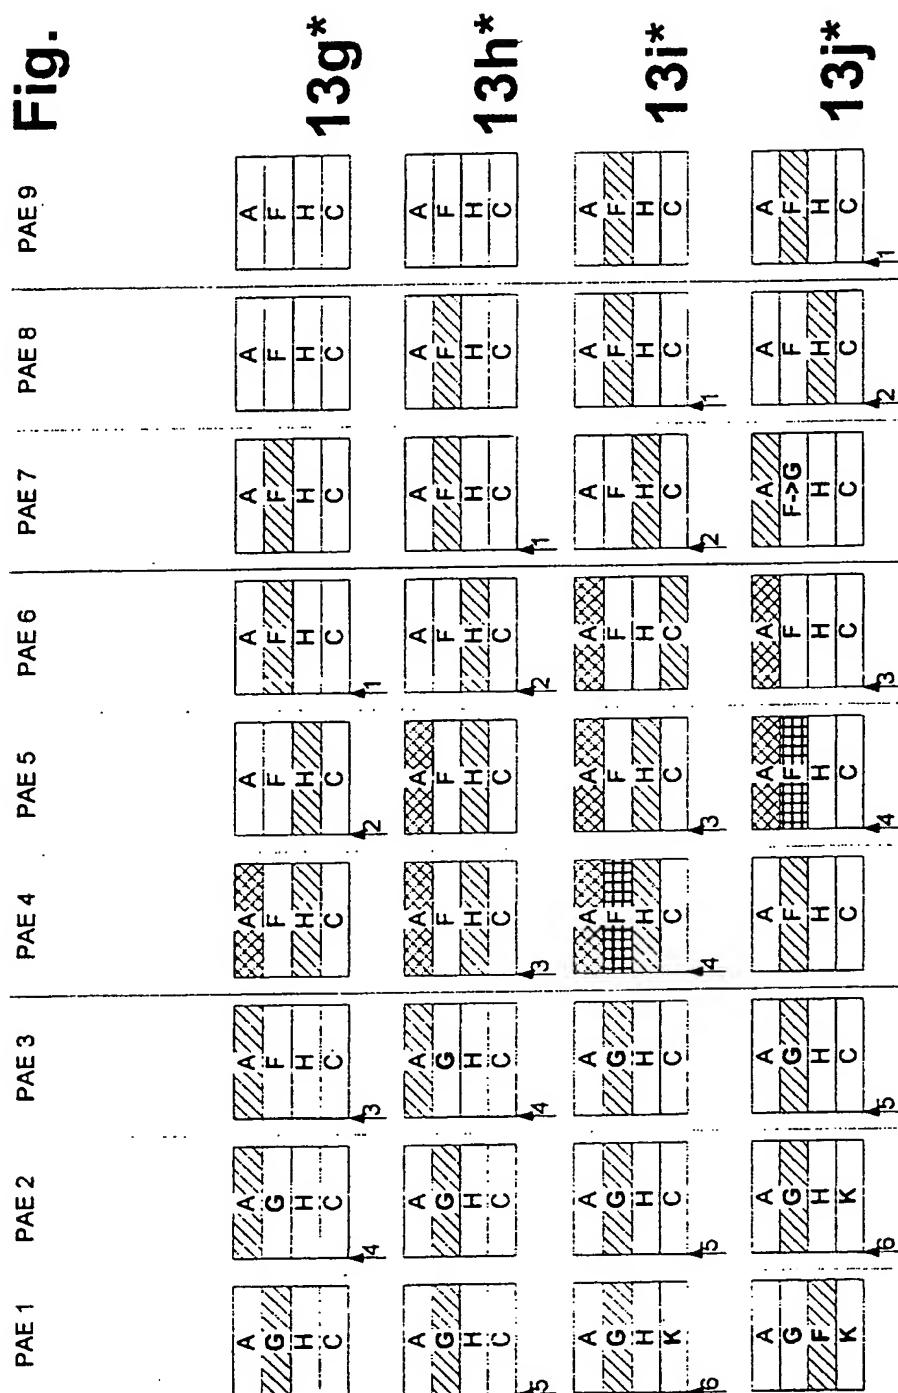 PAE 1 PAE 2 PAE 3 PAE 4 PAE 5 PAE 6 PAE 7 PAE 8 PAE 9 Fig.
A A A A A A A A A
G G F F F F F F F
H H H H H H H H H 13g*
C C C C C C C C C
4 3 2 1
A A A A A A A A A
G G G F F F F F F
H H H H H H H H H 13h*
C C C C C C C C C
5 4 3 2 1
A A A A A A A A A
G G G F F F F F F
H H H H H H H H H 13i*
K C C C C C C C C
6 5 4 3 2 1
A A A A A A A A A
G G G F F F F->G F F
F H H H H H H H H 13j*
K K C C C C C C C
6 5 4 3 2 1